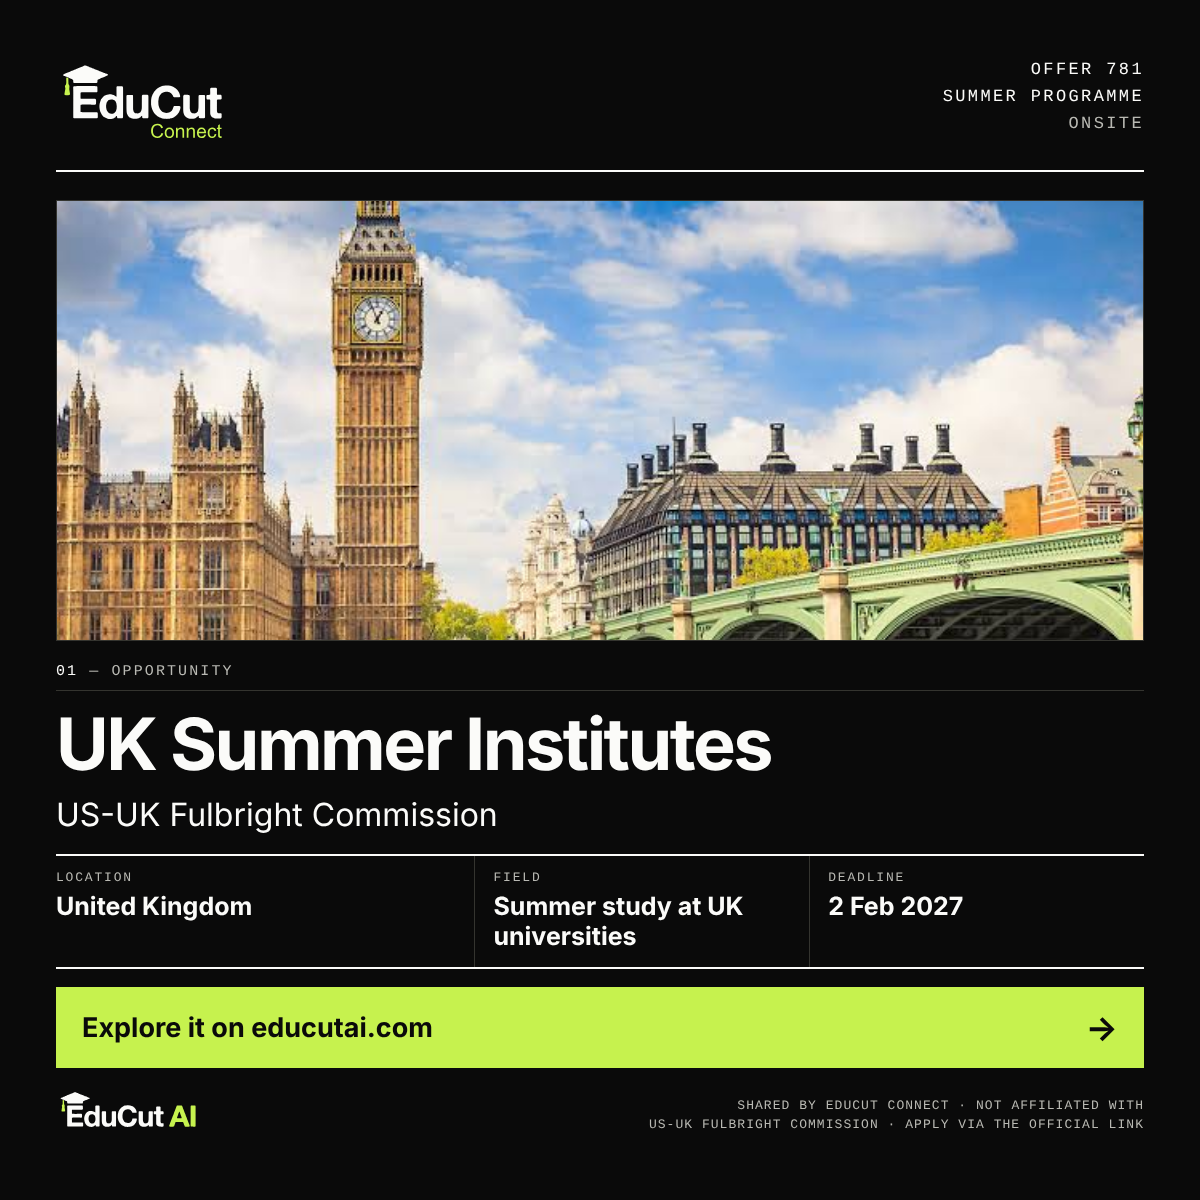 EduCut
Connect
OFFER 781
SUMMER PROGRAMME
ONSITE
01 — OPPORTUNITY
UK Summer Institutes
US-UK Fulbright Commission
LOCATION
United Kingdom
FIELD
Summer study at UK
universities
DEADLINE
2 Feb 2027
Explore it on educutai.com →
EduCut AI
SHARED BY EDUCUT CONNECT · NOT AFFILIATED WITH
US-UK FULBRIGHT COMMISSION · APPLY VIA THE OFFICIAL LINK